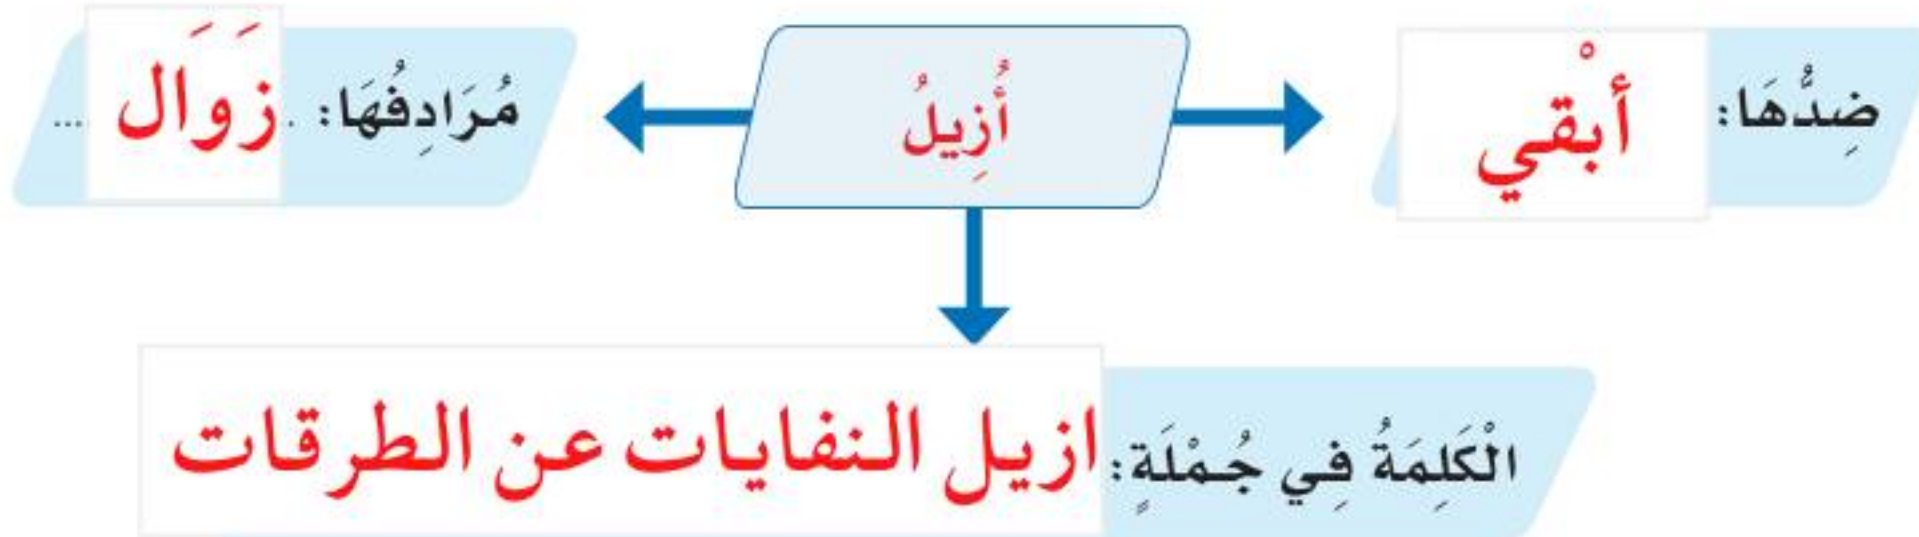 ضِدُّهَا: أبْقي
أُزِيلُ
مُرَادِفُهَا: . زَوَال ...
الْكَلِمَةُ فِي جُمْلَةٍ: ازيل النفايات عن الطرقات